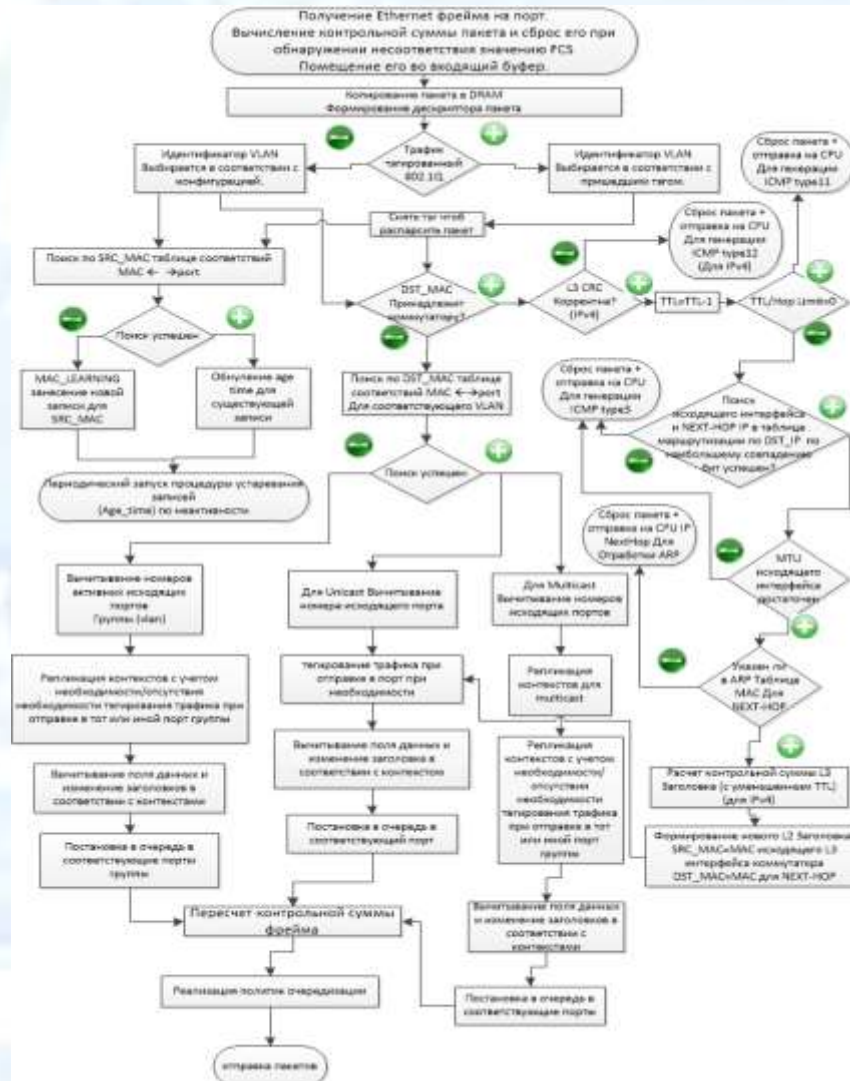 Получение Ethernet фрейма на порт.
Вычисление контрольной суммы пакета и сброс его при
обнаружении несоответствия значению FCS
Помещение его во входящий буфер.
Копирование пакета в DRAM
Формирование дескриптора пакета
Трафик
тегированный
802.1Q
Идентификатор VLAN
Выбирается в соответствии с
конфигурацией.
Идентификатор VLAN
Выбирается в соответствии с
пришедшим тэгом.
Сброс пакета +
отправка на CPU
Для генерации
ICMP type11
Снять тэг чтоб
распарсить пакет
Сброс пакета +
отправка на CPU
Для генерации
ICMP type12
(Для IPv4)
Поиск по SRC_MAC таблице соответствий
MAC ← →port
DST_MAC
Принадлежит
коммутатору?
L3 CRC
Корректна?
(IPv4)
TTL=TTL-1
TTL/Hop Limit=0
Поиск успешен
MAC_LEARNING
занесение новой
записи для
SRC_MAC
Обнуление age
time для
существующей
записи
Поиск по DST_MAC таблице
соответствий MAC ←→port
Для соответствующего VLAN
Сброс пакета +
отправка на CPU
Для генерации
ICMP type3
Поиск
исходящего интерфейса
и NEXT-HOP IP в таблице
маршрутизации по DST_IP по
наибольшему совпадению
бит успешен?
Периодический запуск процедуры устаревания
записей
(Age_time) по неактивности
Поиск успешен
Сброс пакета +
отправка на CPU IP
NextHop Для
Отработки ARP
MTU
исходящего
интерфейса
достаточен
Вычитывание номеров
активных исходящих
портов
Группы (vlan)
Для Unicast Вычитывание
номера исходящего порта
Для Multicast
Вычитывание номеров
исходящих портов
Указан ли
в ARP Таблице
MAC Для
NEXT-HOP
Репликация контекстов с учетом
необходимости/отсутствия
необходимости тегирования трафика при
отправке в тот или иной порт группы
тегирование трафика при
отправке в порт при
необходимости
Репликация
контекстов для
multicast
Вычитывание поля данных и
изменение заголовков в
соответствии с контекстами
Вычитывание поля данных и
изменение заголовка в
соответствии с контекстом
Репликация
контекстов с учетом
необходимости/
отсутствия
необходимости
тегирования трафика
при отправке в тот
или иной порт
группы
Расчет контрольной суммы L3
Заголовка (с уменьшенным TTL)
(для IPv4)
Постановка в очередь в
соответствующие порты
группы
Постановка в очередь в
соответствующий порт
Формирование нового L2 Заголовка
SRC_MAC=MAC исходящего L3
интерфейса коммутатора
DST_MAC=MAC для NEXT-HOP
Пересчет контрольной суммы
фрейма
Вычитывание поля данных
и изменение заголовков в
соответствии с
контекстами
Реализация политик очередизации
Постановка в очередь в
соответствующие порты
отправка пакетов